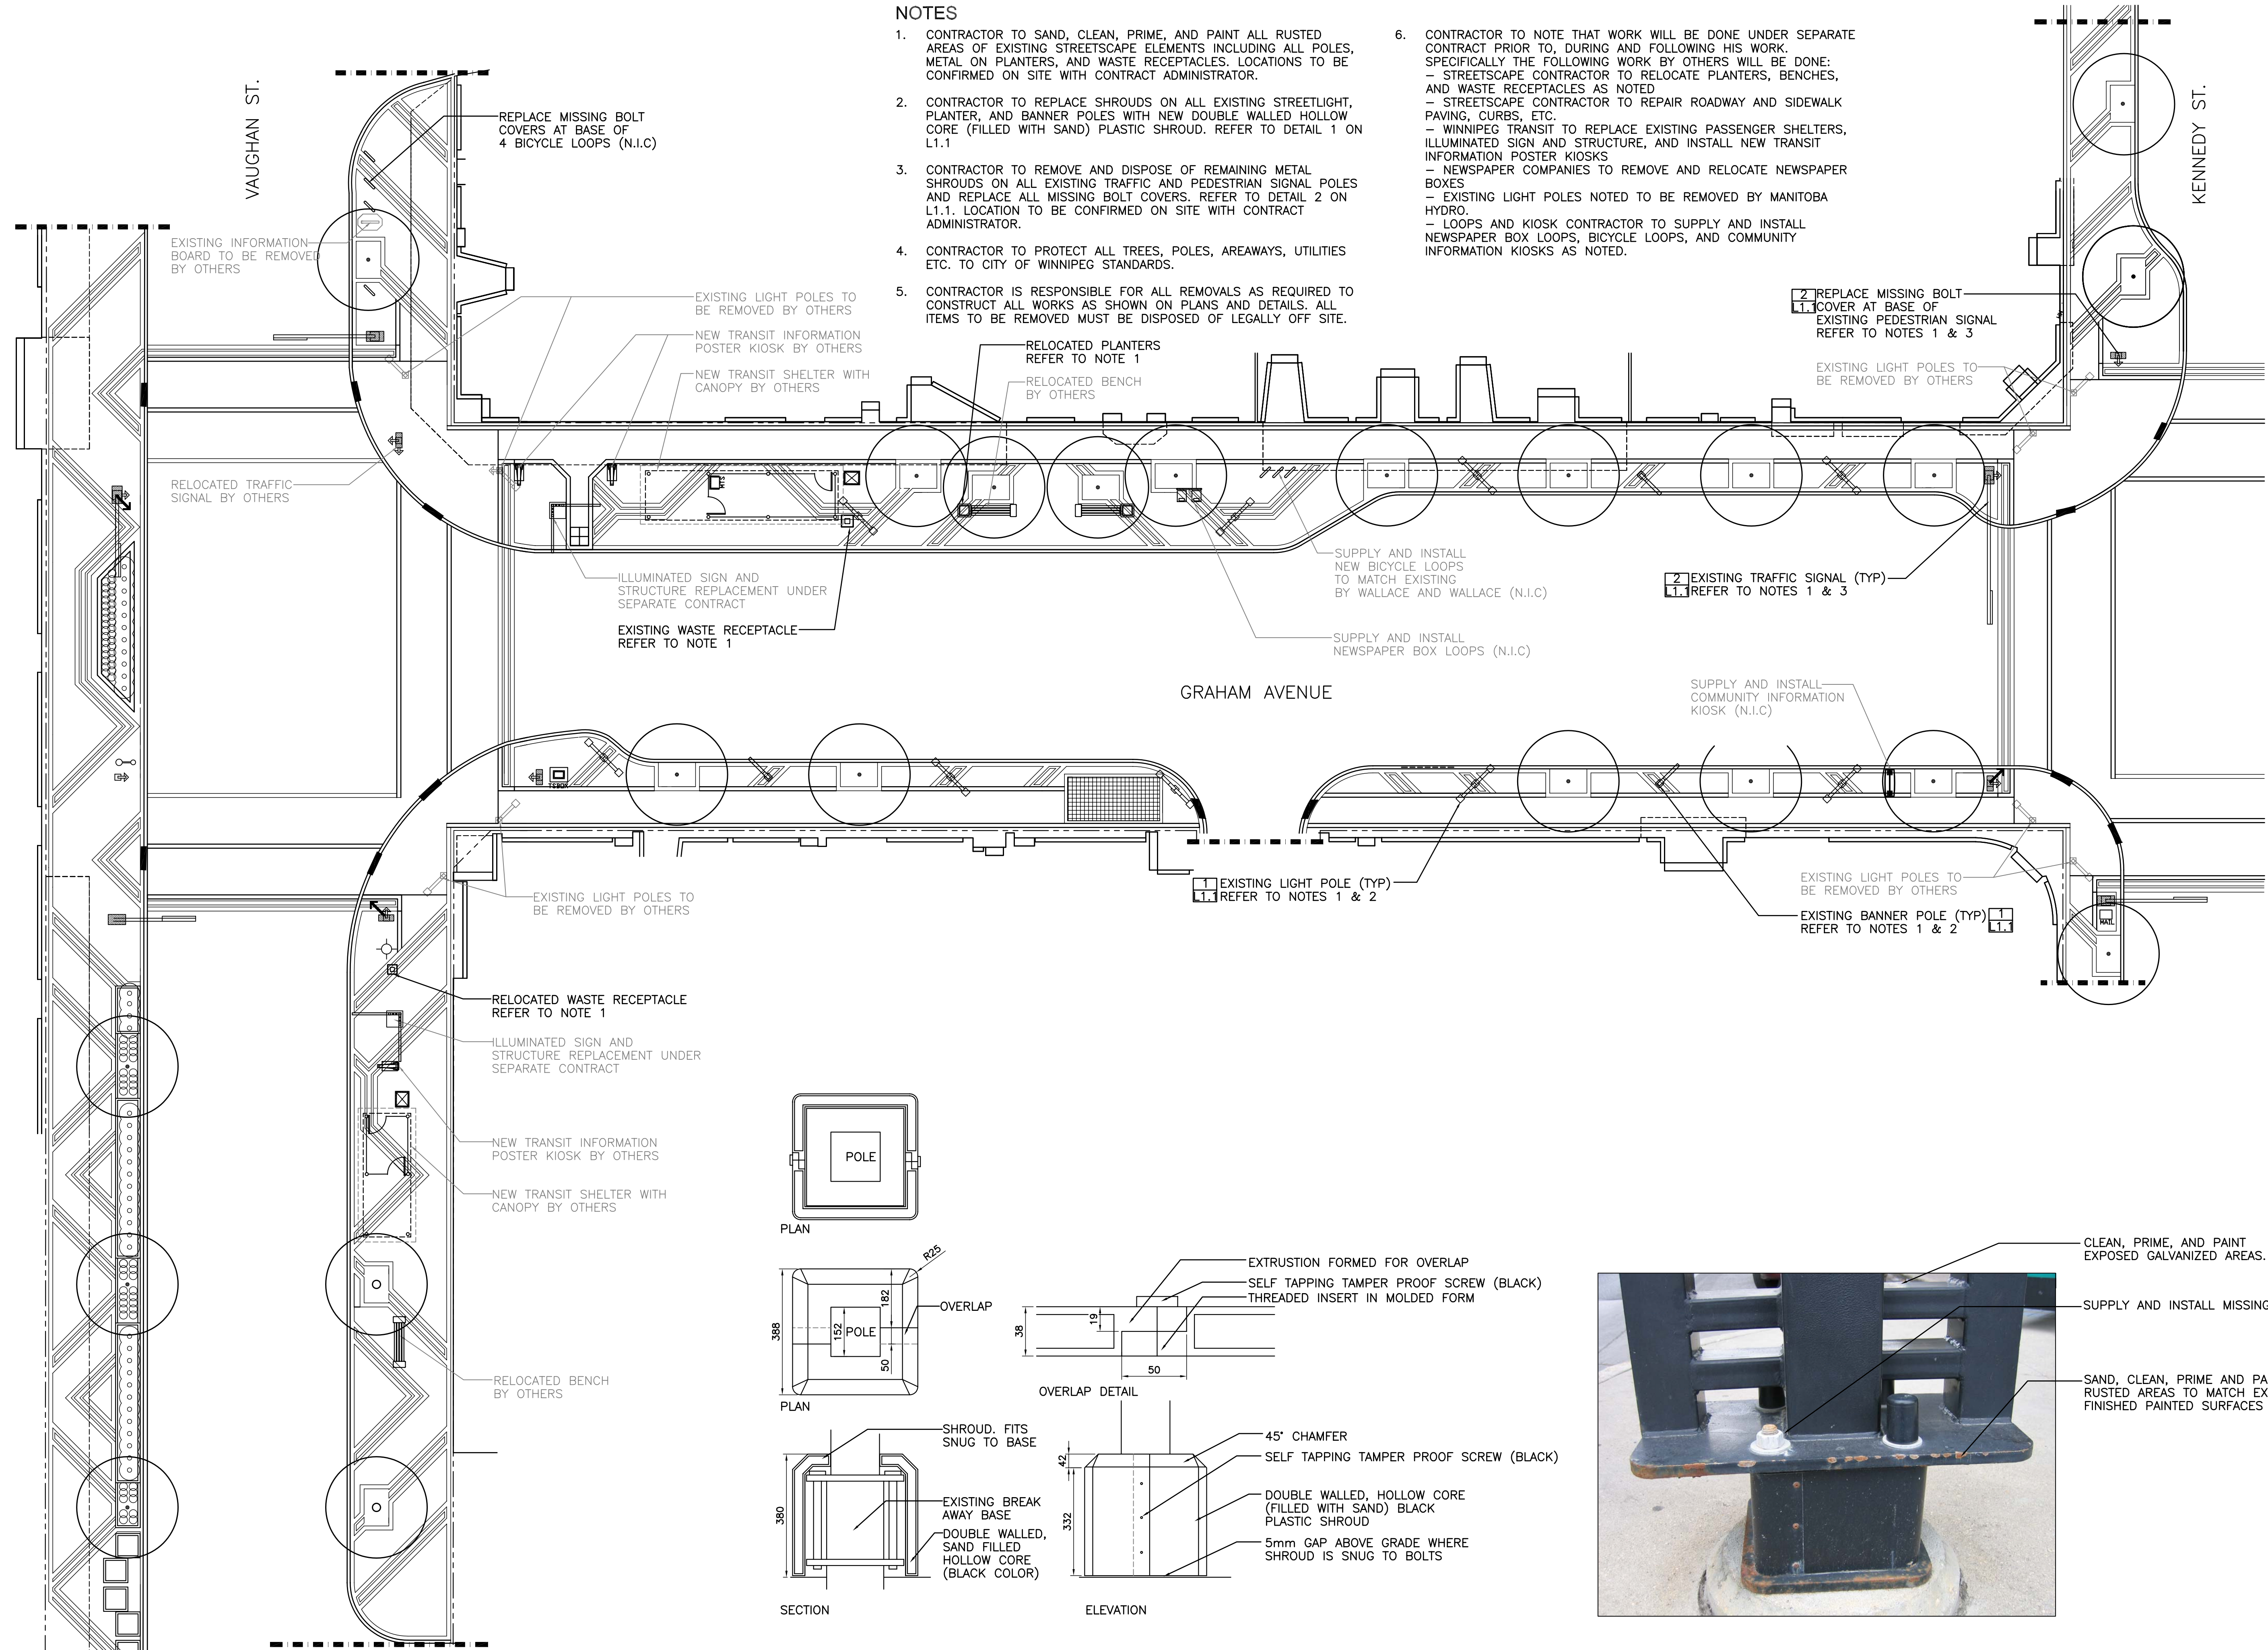 NOTES
1. CONTRACTOR TO SAND, CLEAN, PRIME, AND PAINT ALL RUSTED
AREAS OF EXISTING STREETSCAPE ELEMENTS INCLUDING ALL POLES,
METAL ON PLANTERS, AND WASTE RECEPTACLES. LOCATIONS TO BE
CONFIRMED ON SITE WITH CONTRACT ADMINISTRATOR.
2. CONTRACTOR TO REPLACE SHROUDS ON ALL EXISTING STREETLIGHT,
PLANTER, AND BANNER POLES WITH NEW DOUBLE WALLED HOLLOW
CORE (FILLED WITH SAND) PLASTIC SHROUD. REFER TO DETAIL 1 ON
L1.1
3. CONTRACTOR TO REMOVE AND DISPOSE OF REMAINING METAL
SHROUDS ON ALL EXISTING TRAFFIC AND PEDESTRIAN SIGNAL POLES
AND REPLACE ALL MISSING BOLT COVERS. REFER TO DETAIL 2 ON
L1.1. LOCATION TO BE CONFIRMED ON SITE WITH CONTRACT
ADMINISTRATOR.
4. CONTRACTOR TO PROTECT ALL TREES, POLES, AREAWAYS, UTILITIES
ETC. TO CITY OF WINNIPEG STANDARDS.
5. CONTRACTOR IS RESPONSIBLE FOR ALL REMOVALS AS REQUIRED TO
CONSTRUCT ALL WORKS AS SHOWN ON PLANS AND DETAILS. ALL
ITEMS TO BE REMOVED MUST BE DISPOSED OF LEGALLY OFF SITE.
6. CONTRACTOR TO NOTE THAT WORK WILL BE DONE UNDER SEPARATE
CONTRACT PRIOR TO, DURING AND FOLLOWING HIS WORK.
SPECIFICALLY THE FOLLOWING WORK BY OTHERS WILL BE DONE:
– STREETSCAPE CONTRACTOR TO RELOCATE PLANTERS, BENCHES,
AND WASTE RECEPTACLES AS NOTED
– STREETSCAPE CONTRACTOR TO REPAIR ROADWAY AND SIDEWALK
PAVING, CURBS, ETC.
– WINNIPEG TRANSIT TO REPLACE EXISTING PASSENGER SHELTERS,
ILLUMINATED SIGN AND STRUCTURE, AND INSTALL NEW TRANSIT
INFORMATION POSTER KIOSKS
– NEWSPAPER COMPANIES TO REMOVE AND RELOCATE NEWSPAPER
BOXES
– EXISTING LIGHT POLES NOTED TO BE REMOVED BY MANITOBA
HYDRO.
– LOOPS AND KIOSK CONTRACTOR TO SUPPLY AND INSTALL
NEWSPAPER BOX LOOPS, BICYCLE LOOPS, AND COMMUNITY
INFORMATION KIOSKS AS NOTED.
VAUGHAN ST.
KENNEDY ST.
REPLACE MISSING BOLT
COVERS AT BASE OF
4 BICYCLE LOOPS (N.I.C)
EXISTING INFORMATION
BOARD TO BE REMOVED
BY OTHERS
EXISTING LIGHT POLES TO
BE REMOVED BY OTHERS
NEW TRANSIT INFORMATION
POSTER KIOSK BY OTHERS
NEW TRANSIT SHELTER WITH
CANOPY BY OTHERS
RELOCATED PLANTERS
REFER TO NOTE 1
RELOCATED BENCH
BY OTHERS
2
L1.1
REPLACE MISSING BOLT
COVER AT BASE OF
EXISTING PEDESTRIAN SIGNAL
REFER TO NOTES 1 & 3
EXISTING LIGHT POLES TO
BE REMOVED BY OTHERS
RELOCATED TRAFFIC
SIGNAL BY OTHERS
MTS
ILLUMINATED SIGN AND
STRUCTURE REPLACEMENT UNDER
SEPARATE CONTRACT
EXISTING WASTE RECEPTACLE
REFER TO NOTE 1
SUPPLY AND INSTALL
NEW BICYCLE LOOPS
TO MATCH EXISTING
BY WALLACE AND WALLACE (N.I.C)
2
L1.1
EXISTING TRAFFIC SIGNAL (TYP)
REFER TO NOTES 1 & 3
SUPPLY AND INSTALL
NEWSPAPER BOX LOOPS (N.I.C)
GRAHAM AVENUE
SUPPLY AND INSTALL
COMMUNITY INFORMATION
KIOSK (N.I.C)
EXISTING LIGHT POLES TO
BE REMOVED BY OTHERS
1
L1.1
EXISTING LIGHT POLE (TYP)
REFER TO NOTES 1 & 2
EXISTING LIGHT POLES TO
BE REMOVED BY OTHERS
EXISTING BANNER POLE (TYP)
REFER TO NOTES 1 & 2
1
L1.1
MAIL
RELOCATED WASTE RECEPTACLE
REFER TO NOTE 1
ILLUMINATED SIGN AND
STRUCTURE REPLACEMENT UNDER
SEPARATE CONTRACT
NEW TRANSIT INFORMATION
POSTER KIOSK BY OTHERS
NEW TRANSIT SHELTER WITH
CANOPY BY OTHERS
RELOCATED BENCH
BY OTHERS
POLE
PLAN
R25
388
182
152
POLE
50
OVERLAP
PLAN
EXTRUSION FORMED FOR OVERLAP
SELF TAPPING TAMPER PROOF SCREW (BLACK)
THREADED INSERT IN MOLDED FORM
38
19
50
OVERLAP DETAIL
SHROUD. FITS
SNUG TO BASE
380
EXISTING BREAK
AWAY BASE
DOUBLE WALLED,
SAND FILLED
HOLLOW CORE
(BLACK COLOR)
SECTION
42
332
45° CHAMFER
SELF TAPPING TAMPER PROOF SCREW (BLACK)
DOUBLE WALLED, HOLLOW CORE
(FILLED WITH SAND) BLACK
PLASTIC SHROUD
5mm GAP ABOVE GRADE WHERE
SHROUD IS SNUG TO BOLTS
ELEVATION
CLEAN, PRIME, AND PAINT
EXPOSED GALVANIZED AREAS.
SUPPLY AND INSTALL MISSING
SAND, CLEAN, PRIME AND PA
RUSTED AREAS TO MATCH EX
FINISHED PAINTED SURFACES